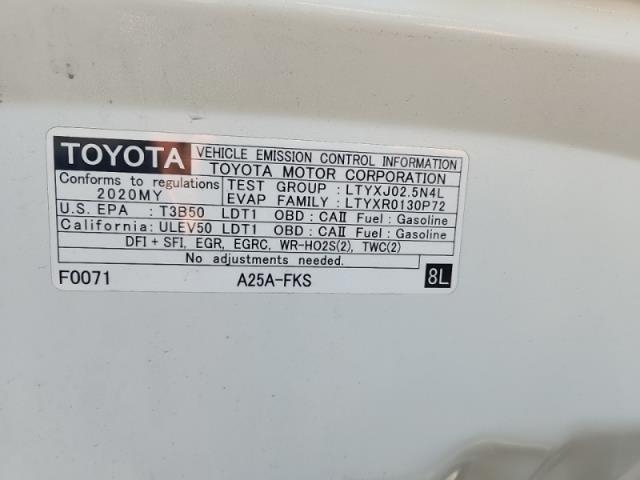 TOYOTA VEHICLE EMISSION CONTROL INFORMATION
TOYOTA MOTOR CORPORATION
Conforms to regulations TEST GROUP : LTYXJ02.5N4L
2020MY EVAP FAMILY : LTYXR0130P72
U.S. EPA : T3B50 LDT1 OBD : CAII Fuel : Gasoline
California: ULEV50 LDT1 OBD : CAII Fuel : Gasoline
DFI + SFI, EGR, EGRC, WR-HO2S(2), TWC(2)
No adjustments needed.
F0071 A25A-FKS 8L